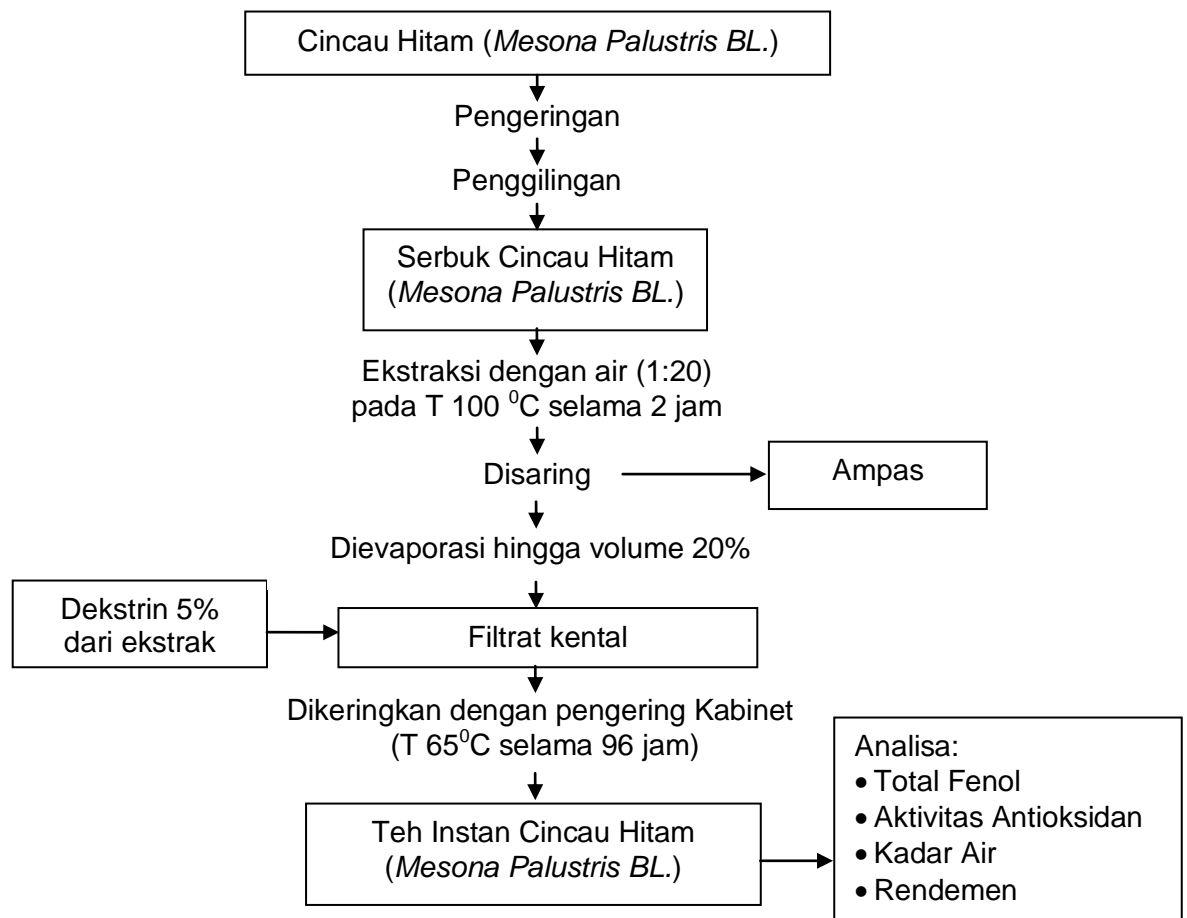 Cincau Hitam (Mesona Palustris BL.)
Pengeringan
Penggilingan
Serbuk Cincau Hitam
(Mesona Palustris BL.)
Ekstraksi dengan air (1:20)
pada T 100 ⁰C selama 2 jam
Disaring
Ampas
Dievaporasi hingga volume 20%
Dekstrin 5%
dari ekstrak
Filtrat kental
Dikeringkan dengan pengering Kabinet
(T 65⁰C selama 96 jam)
Teh Instan Cincau Hitam
(Mesona Palustris BL.)
Analisa:
• Total Fenol
• Aktivitas Antioksidan
• Kadar Air
• Rendemen